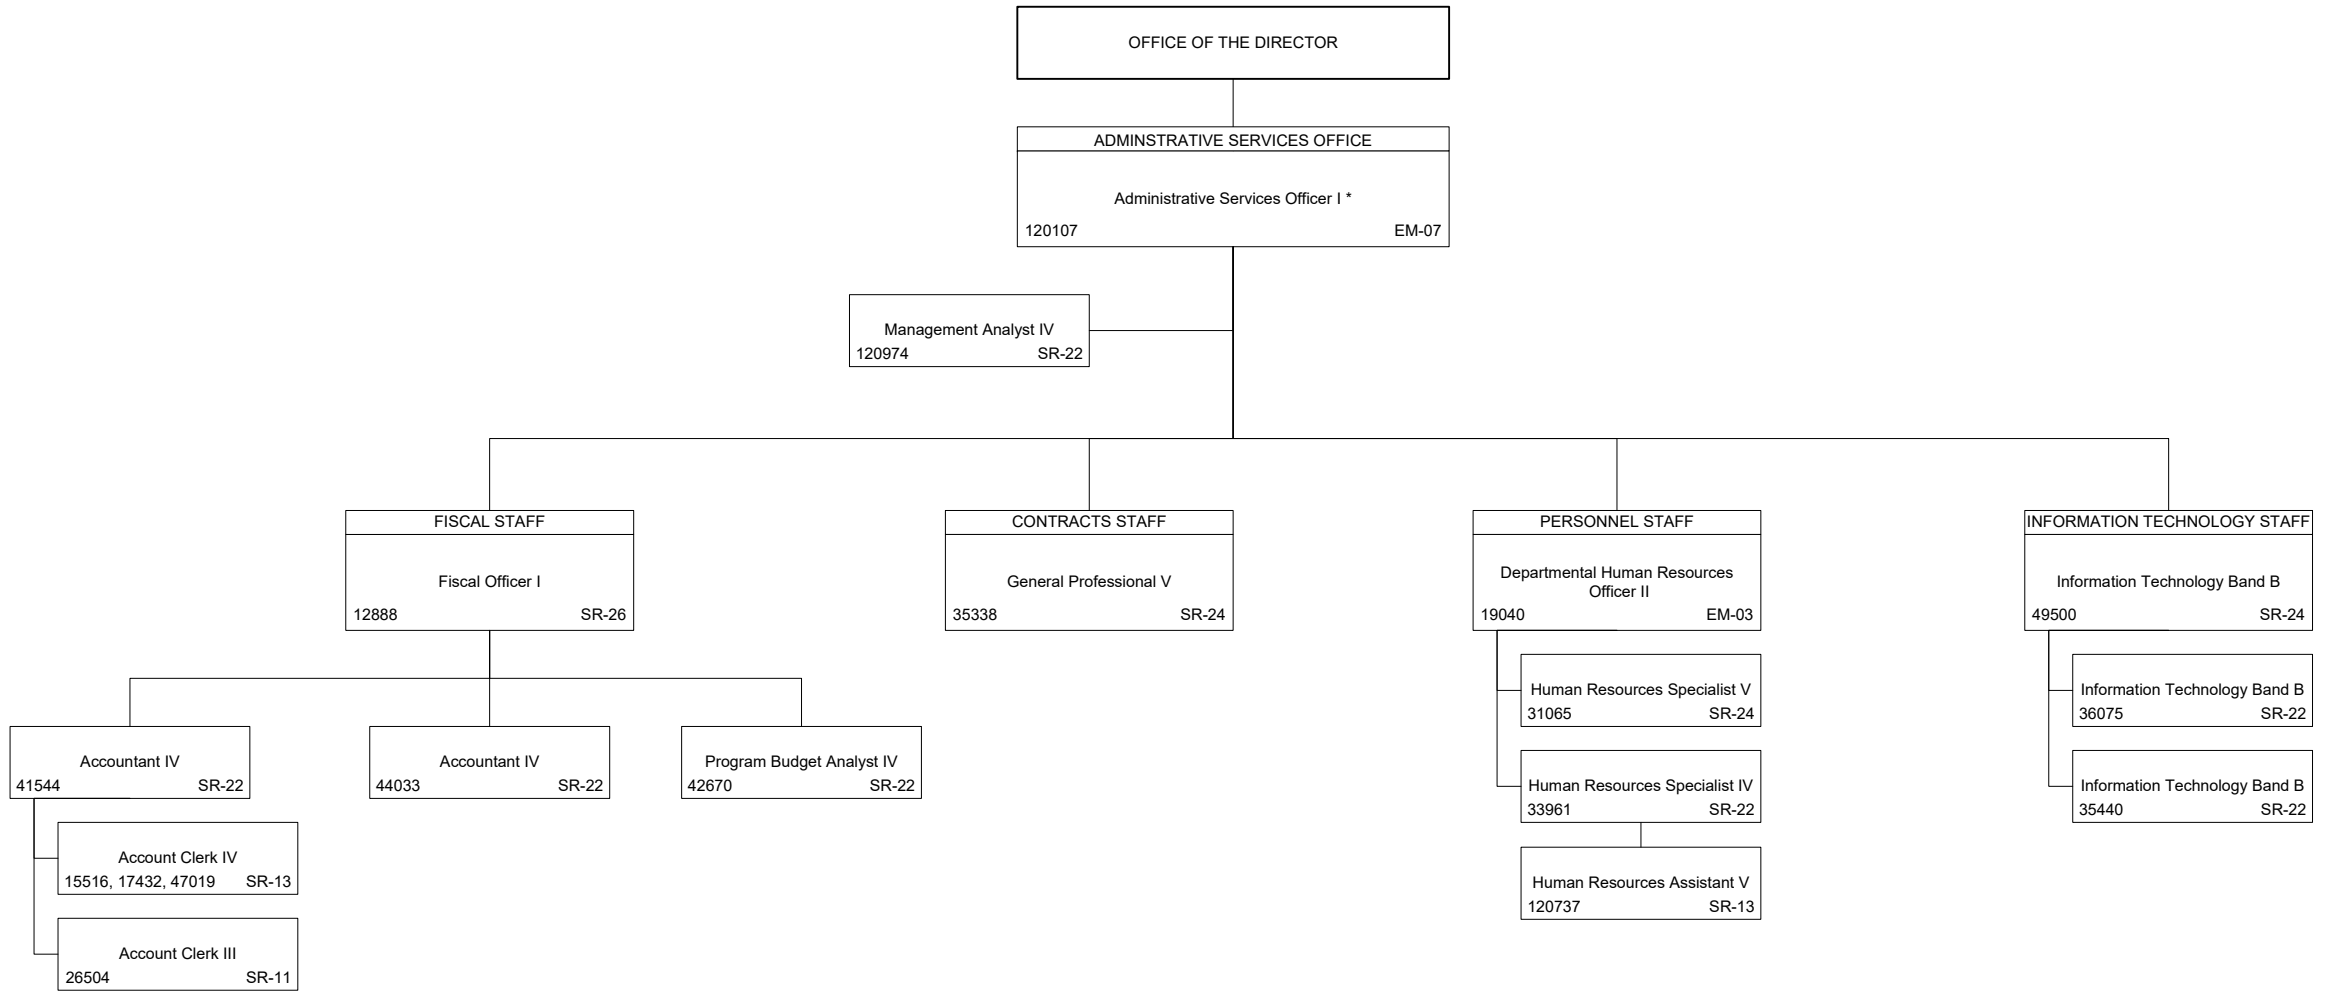 OFFICE OF THE DIRECTOR
ADMINSTRATIVE SERVICES OFFICE
Administrative Services Officer I *
120107 EM-07
Management Analyst IV
120974 SR-22
FISCAL STAFF
Fiscal Officer I
12888 SR-26
CONTRACTS STAFF
General Professional V
35338 SR-24
PERSONNEL STAFF
Departmental Human Resources
Officer II
19040 EM-03
INFORMATION TECHNOLOGY STAFF
Information Technology Band B
49500 SR-24
Accountant IV
41544 SR-22
Account Clerk IV
15516, 17432, 47019 SR-13
Account Clerk III
26504 SR-11
Accountant IV
44033 SR-22
Program Budget Analyst IV
42670 SR-22
Human Resources Specialist V
31065 SR-24
Human Resources Specialist IV
33961 SR-22
Human Resources Assistant V
120737 SR-13
Information Technology Band B
36075 SR-22
Information Technology Band B
35440 SR-22